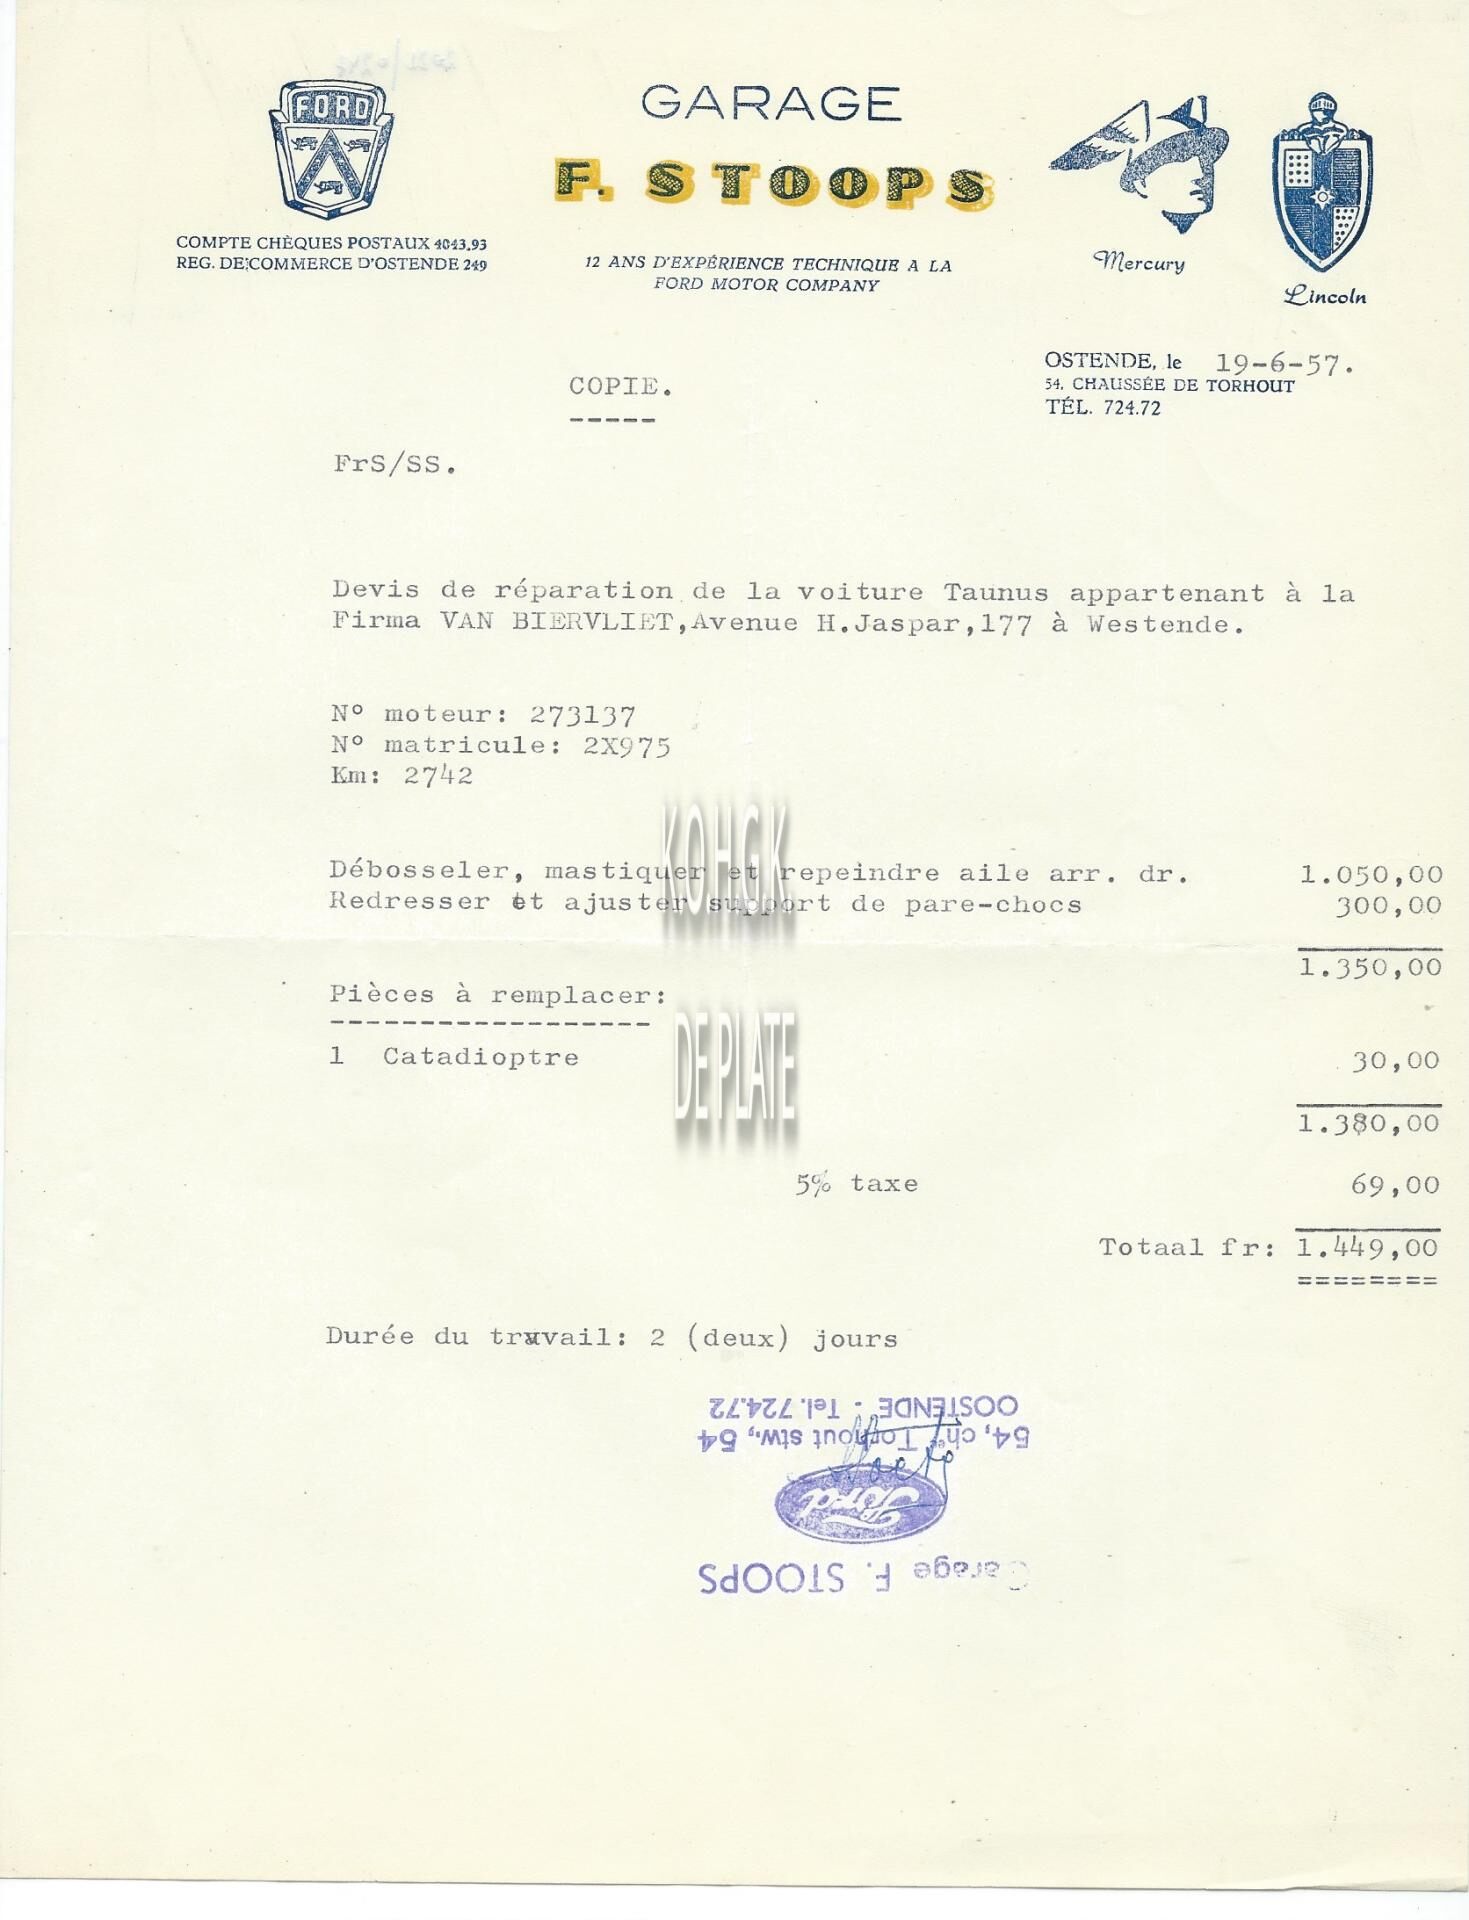 FORD
GARAGE
F. STOOPS
COMPTE CHÈQUES POSTAUX 4043.93
REG. DE COMMERCE D'OSTENDE 249
12 ANS D'EXPÉRIENCE TECHNIQUE A LA
FORD MOTOR COMPANY
Mercury
Lincoln
OSTENDE, le 19-6-57.
54, CHAUSSÉE DE TORHOUT
TÉL. 724.72
COPIE.
-----
FrS/SS.
Devis de réparation de la voiture Taunus appartenant à la
Firma VAN BIERVLIET,Avenue H.Jaspar,177 à Westende.
N° moteur: 273137
N° matricule: 2X975
Km: 2742
K.O.H.G.K.
Débosseler, mastiquer et repeindre aile arr. dr. 1.050,00
Redresser et ajuster support de pare-chocs 300,00
1.350,00
Pièces à remplacer:
------------------
DE PLATE
1 Catadioptre 30,00
1.380,00
5% taxe 69,00
Totaal fr: 1.449,00
========
Durée du travail: 2 (deux) jours
Garage F. STOOPS
Ford
54, chée Torhout stw., 54
OOSTENDE - Tel. 724.72